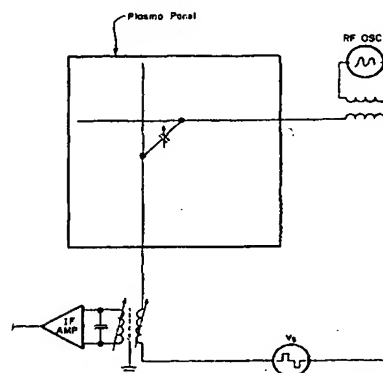 Plasma Panel
RF OSC
IF
AMP
Vs